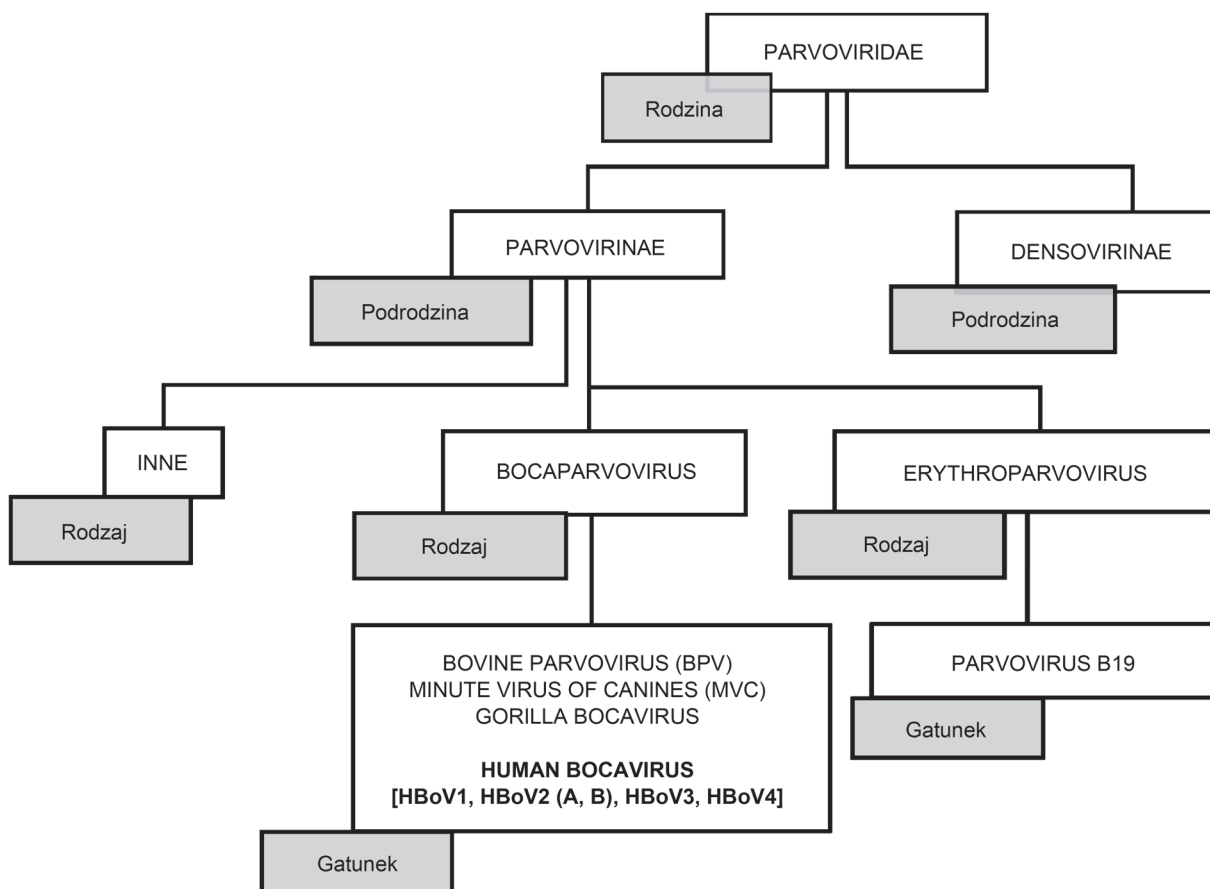 PARVOVIRIDAE
Rodzina
PARVOVIRINAE
Podrodzina
DENSOVIRINAE
Podrodzina
INNE
Rodzaj
BOCAPARVOVIRUS
Rodzaj
ERYTHROPARVOVIRUS
Rodzaj
BOVINE PARVOVIRUS (BPV)
MINUTE VIRUS OF CANINES (MVC)
GORILLA BOCAVIRUS
HUMAN BOCAVIRUS
[HBoV1, HBoV2 (A, B), HBoV3, HBoV4]
Gatunek
PARVOVIRUS B19
Gatunek